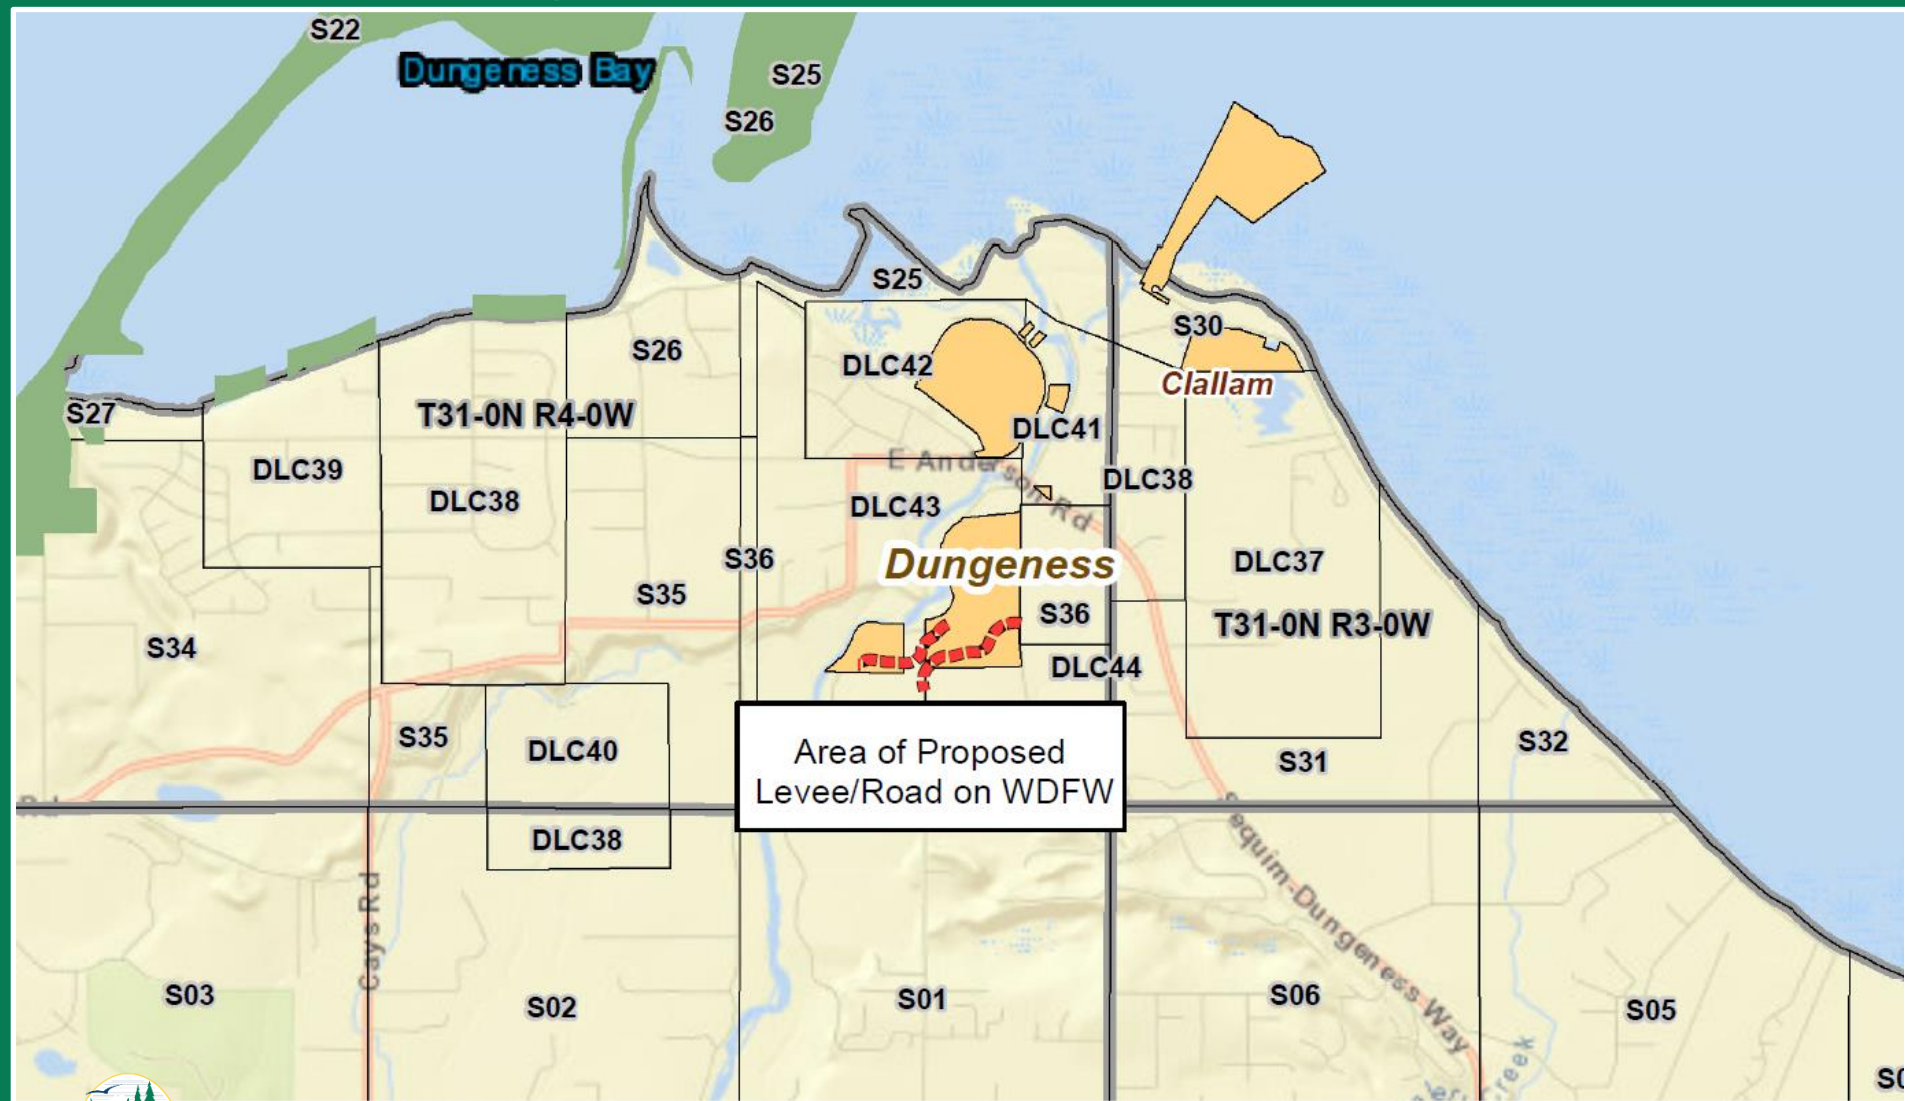 S22
Dungeness Bay
S25
S26
S25
S30
S26
DLC42
Clallam
S27
T31-0N R4-0W
DLC41
E Anderson Rd
DLC39
DLC38
DLC38
DLC43
S36
Dungeness
DLC37
S35
S36
T31-0N R3-0W
S34
DLC44
S35
DLC40
Area of Proposed
Levee/Road on WDFW
S31
S32
Rd
DLC38
Sequim-Dungeness Way
Cays Rd
S03
S02
S01
S06
S05
Creek